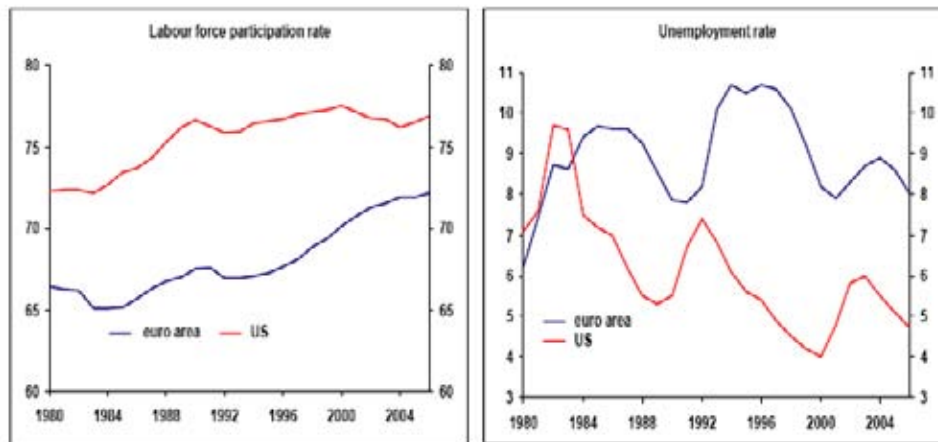 Labour force participation rate
80 80
75 75
70 70
65 65
euro area US
60 60
1980 1984 1988 1992 1996 2000 2004
Unemployment rate
11 11
10 10
9 9
8 8
7 7
6 6
5 5
euro area
US
4 4
3 3
1980 1984 1988 1992 1996 2000 2004